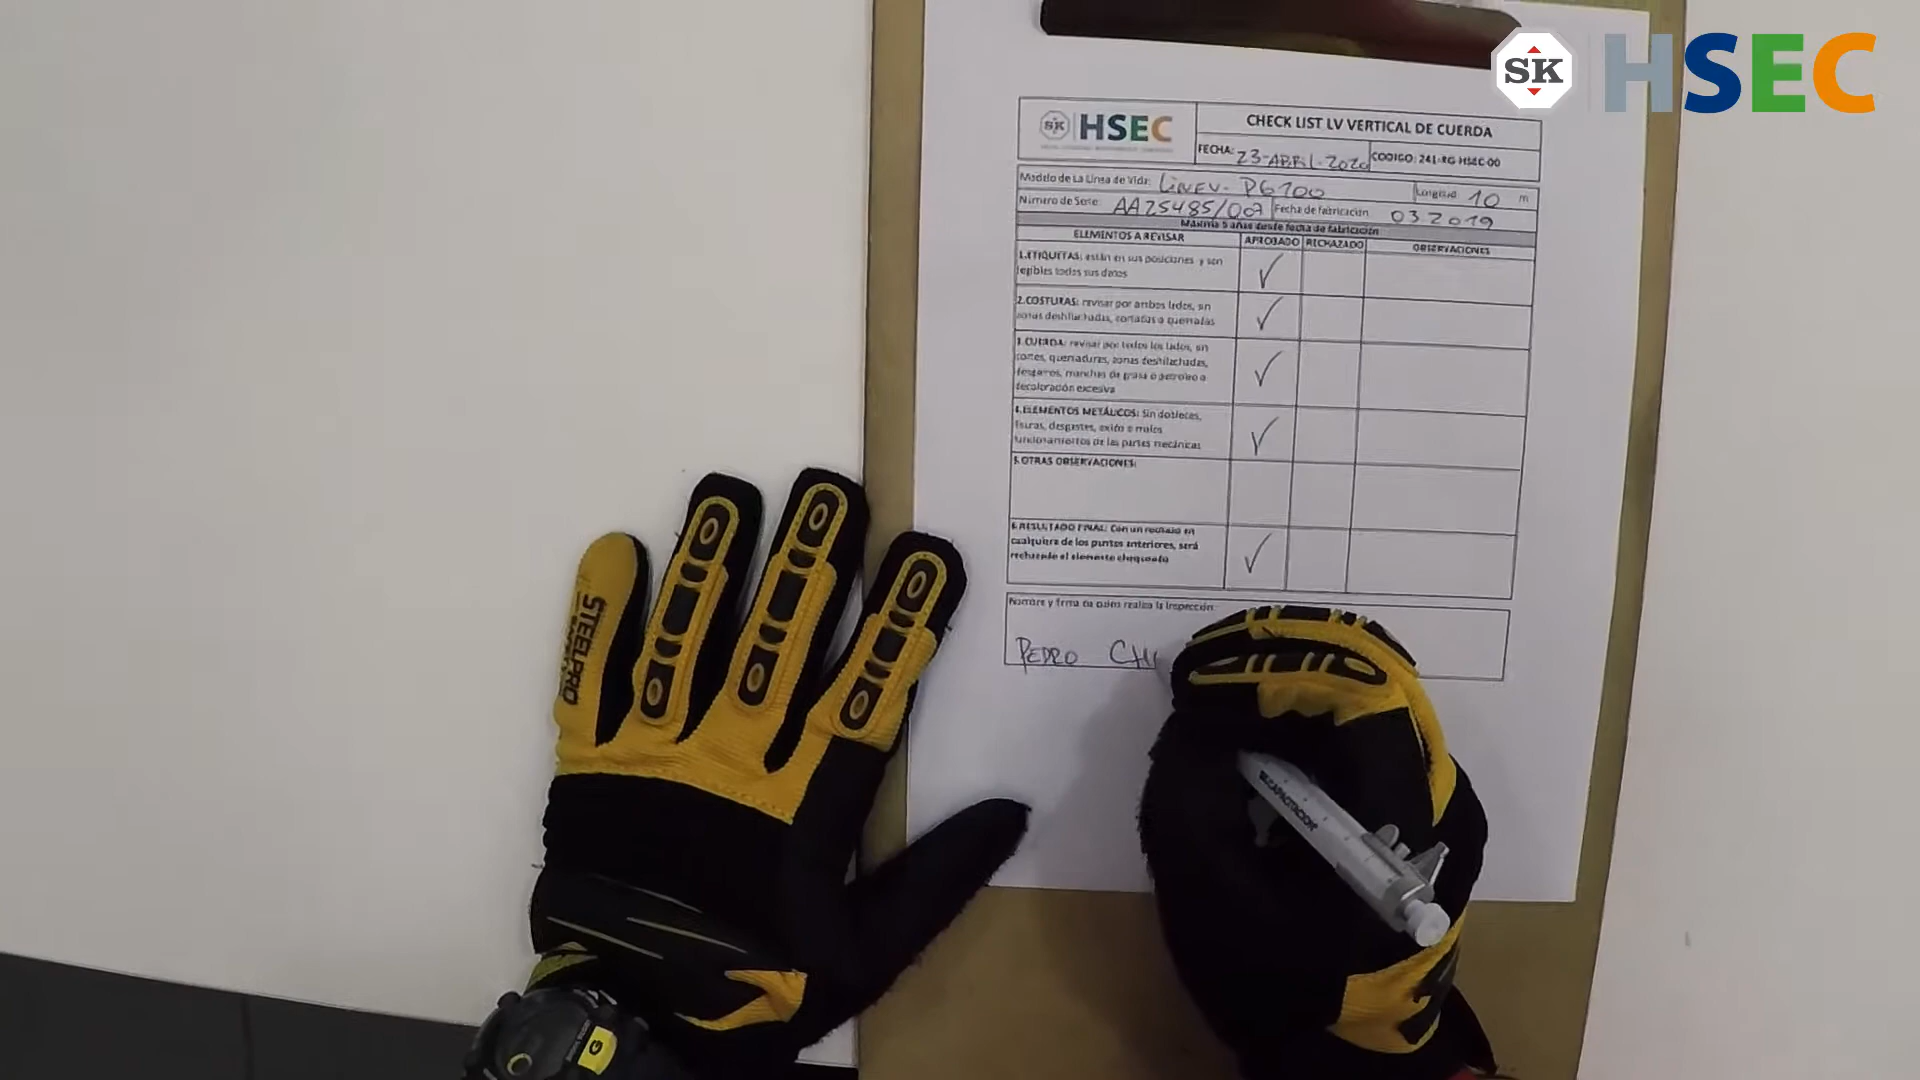 SK HSEC
SK HSEC
CHECK LIST LV VERTICAL DE CUERDA
FECHA: 23-ABRIL-2020 CODIGO: 241-RG-HSEC-00
Modelo de La Linea de Vida: Longitud 10 m
Número de Serie: AA25485/007 Fecha de fabricación 03.2019
Máximo 5 años desde fecha de fabricación
ELEMENTOS A REVISAR APROBADO RECHAZADO OBSERVACIONES
1.ETIQUETAS: están en sus posiciones y son
legibles todos sus datos
2.COSTURAS: revisar por ambos lados, sin
zonas deshilachadas, cortadas o quemadas
3.CUERDA: revisar por todos los lados, sin
cortes, quemaduras, zonas deshilachadas,
desgarros, manchas de grasa o petroleo o
decoloración excesiva
4.ELEMENTOS METÁLICOS: Sin dobleces,
fisuras, desgastes, oxido o malos
funcionamientos de las partes mecánicas
5.OTRAS OBSERVACIONES:
6.RESULTADO FINAL: Con un rechazo en
cualquiera de los puntos anteriores, será
rechazado el elemento chequeado
Nombre y firma de quien realiza la inspección:
PEDRO
STEELPRO
SK CAPACITACION
G